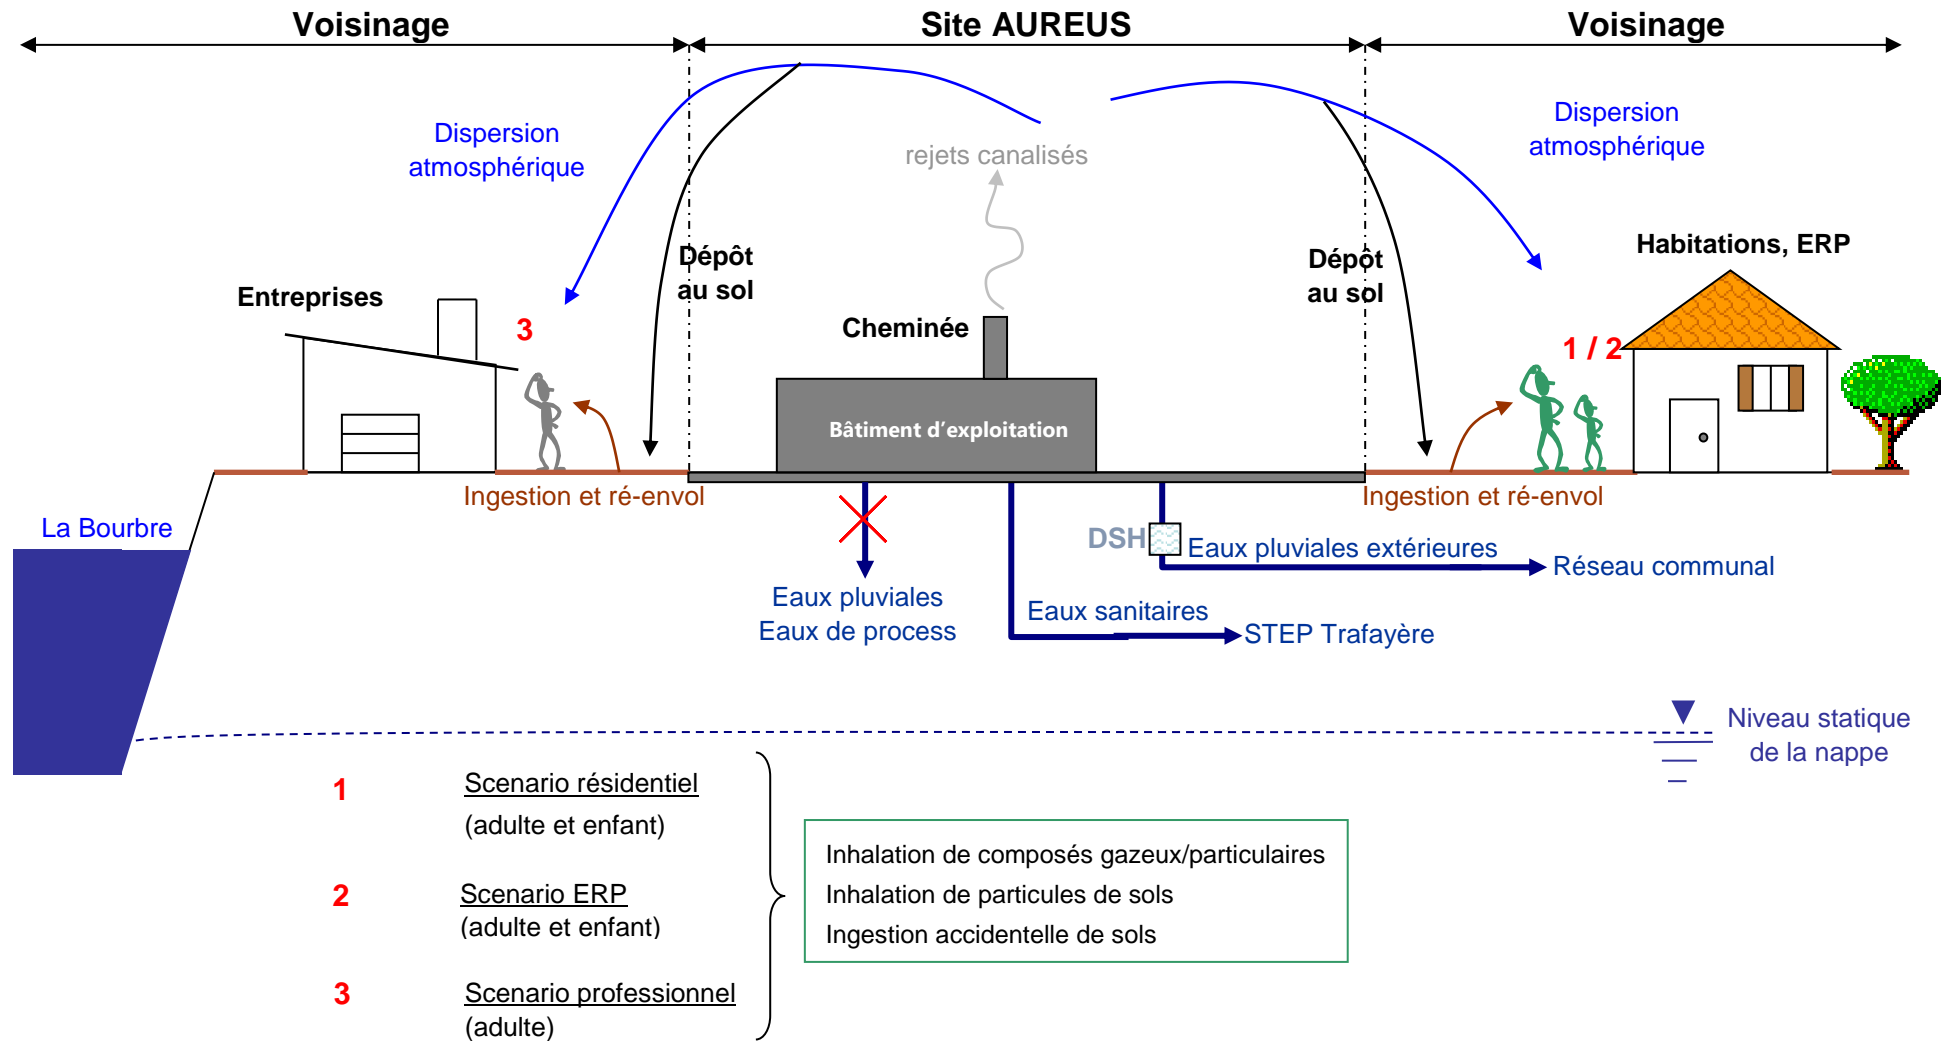 Voisinage
Site AUREUS
Voisinage
Dispersion
atmosphérique
rejets canalisés
Dispersion
atmosphérique
Dépôt
au sol
Dépôt
au sol
Habitations, ERP
Entreprises
3
Cheminée
1 / 2
Bâtiment d'exploitation
Ingestion et ré-envol
Ingestion et ré-envol
La Bourbre
DSH
Eaux pluviales extérieures
Réseau communal
Eaux pluviales
Eaux de process
Eaux sanitaires
STEP Trafayère
Niveau statique
de la nappe
1
Scenario résidentiel
(adulte et enfant)
2
Scenario ERP
(adulte et enfant)
3
Scenario professionnel
(adulte)
Inhalation de composés gazeux/particulaires
Inhalation de particules de sols
Ingestion accidentelle de sols